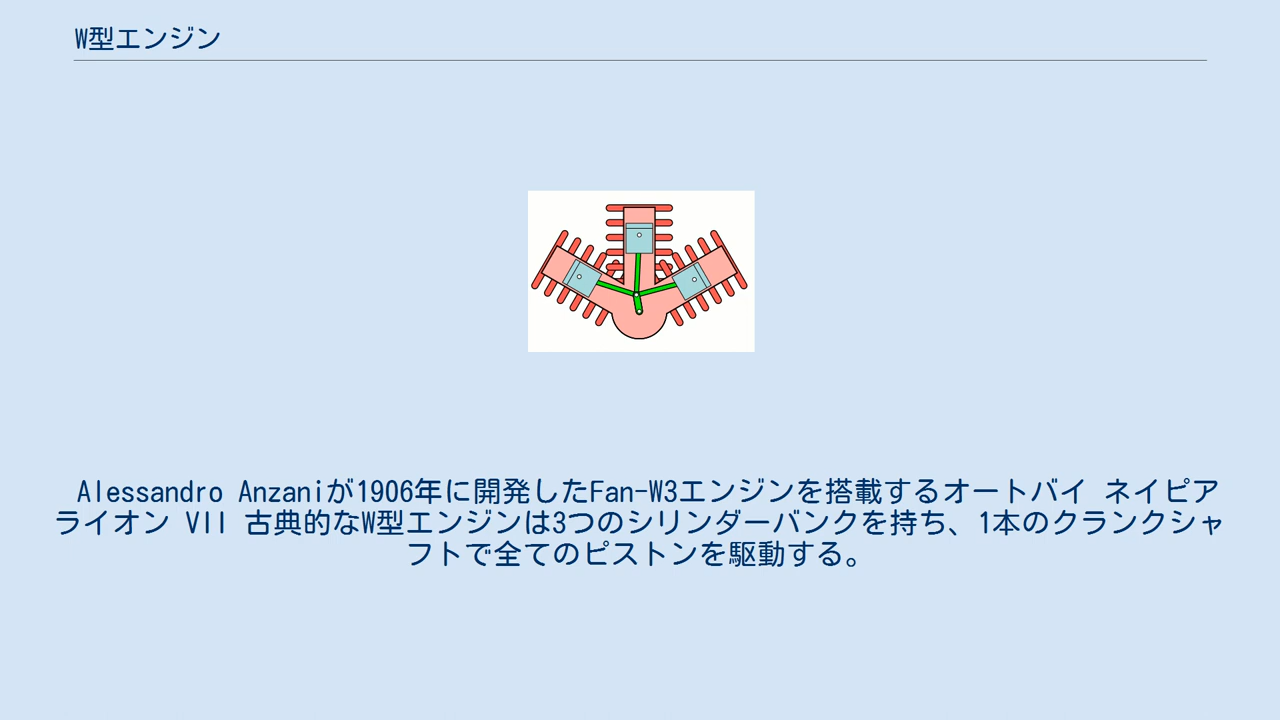 W型エンジン
Alessandro Anzaniが1906年に開発したFan-W3エンジンを搭載するオートバイ ネイピア
ライオン VII 古典的なW型エンジンは3つのシリンダーバンクを持ち、1本のクランクシャ
フトで全てのピストンを駆動する。